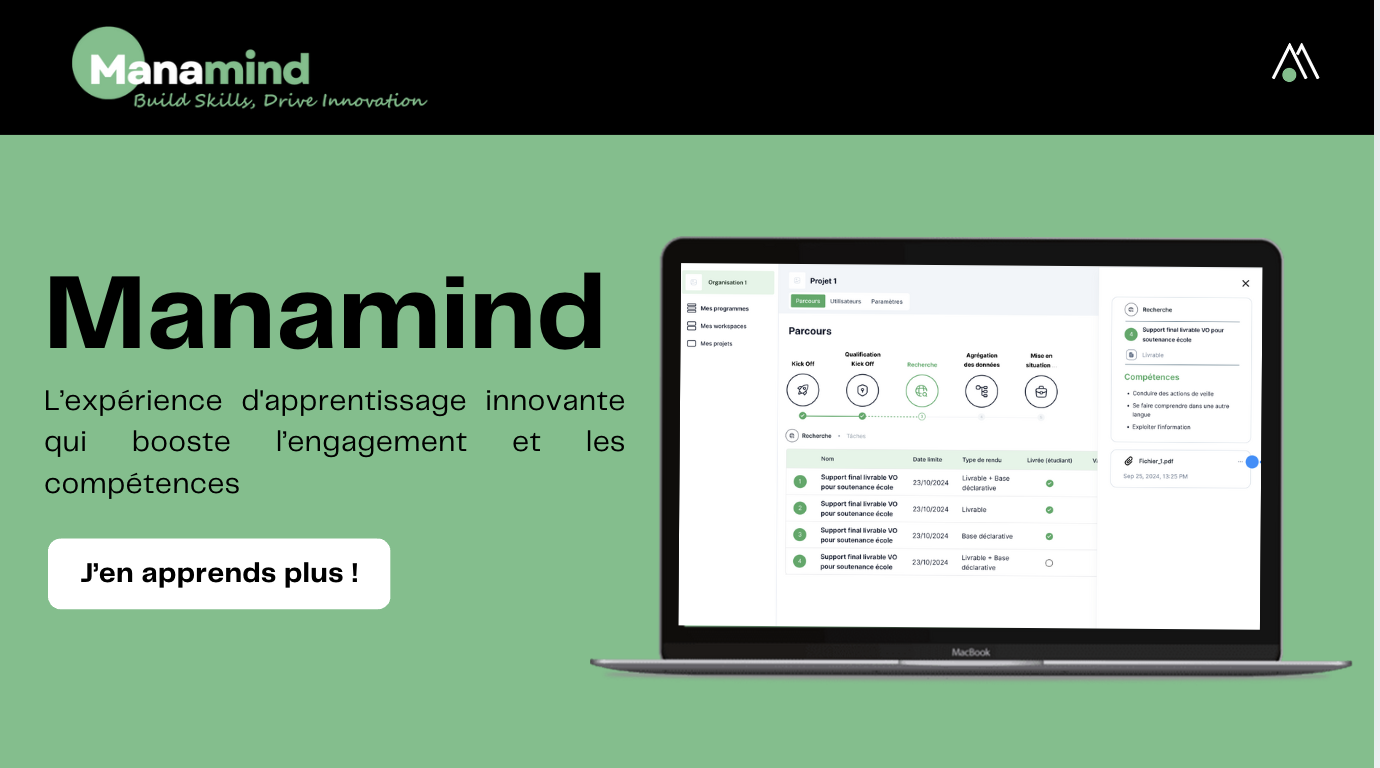 Manamind
Build Skills, Drive Innovation
Manamind
L'expérience d'apprentissage innovante
qui booste l'engagement et les
compétences
J'en apprends plus !
Organisation 1
Mes programmes
Mes workspaces
Mes projets
Projet 1
Parcours Utilisateurs Paramètres
Parcours
Kick Off
Qualification
Kick Off
Recherche
Agrégation
des données
Mise en
situation ...
Recherche • Tâches
Nom Date limite Type de rendu Livrée (étudiant) V
1 Support final livrable VO
pour soutenance école
23/10/2024
Livrable + Base
déclarative
2 Support final livrable VO
pour soutenance école
23/10/2024
Livrable
3 Support final livrable VO
pour soutenance école
23/10/2024
Base déclarative
4 Support final livrable VO
pour soutenance école
23/10/2024
Livrable + Base
déclarative
Recherche
4 Support final livrable VO pour
soutenance école
Livrable
Compétences
• Conduire des actions de veille
• Se faire comprendre dans une autre
langue
• Exploiter l'information
Fichier_1.pdf
Sep 25, 2024, 13:25 PM
MacBook